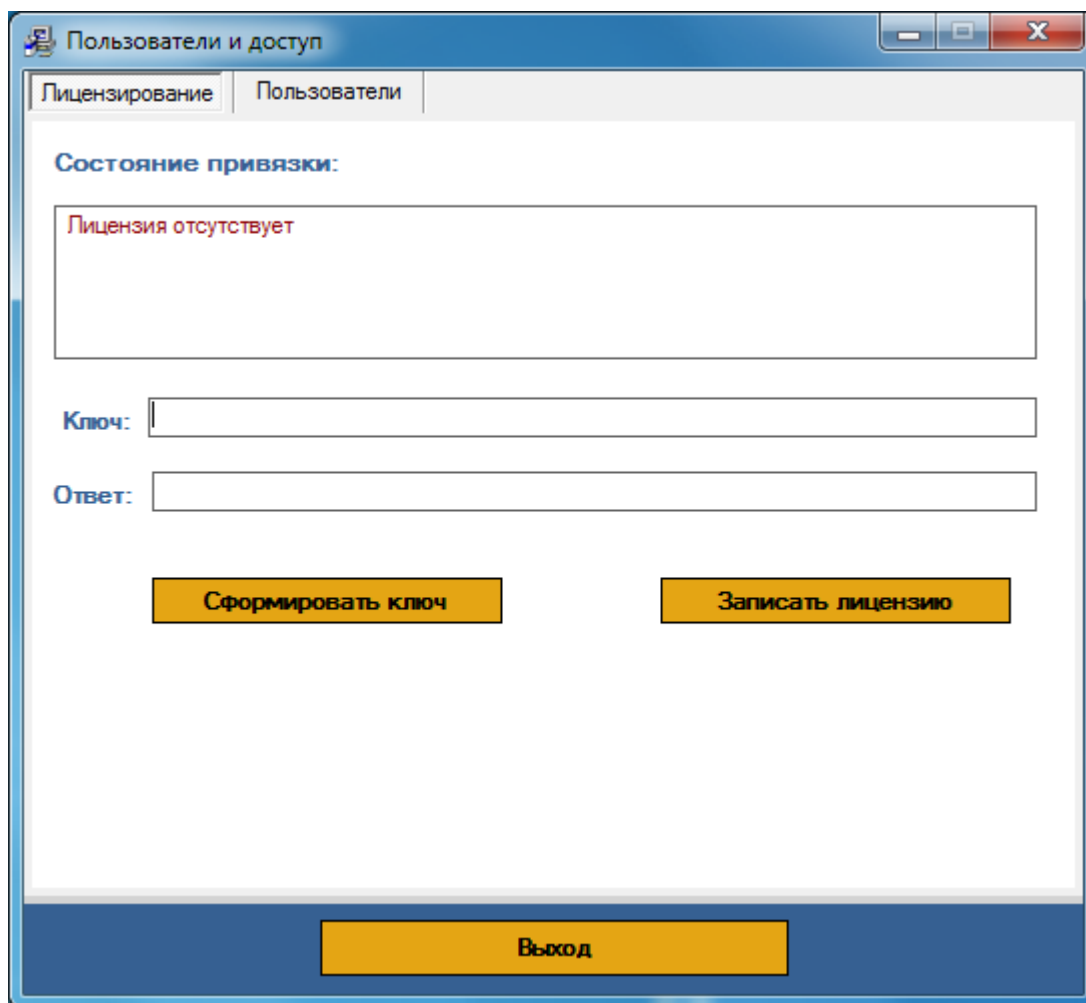 Пользователи и доступ
Лицензирование Пользователи
Состояние привязки:
Лицензия отсутствует
Ключ:
Ответ:
Сформировать ключ Записать лицензию
Выход